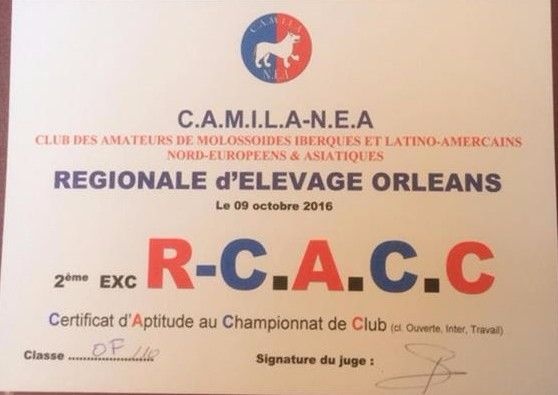 C.A.M.I.L.A
N.E.A
C.A.M.I.L.A-N.E.A
CLUB DES AMATEURS DE MOLOSSOIDES IBERQUES ET LATINO-AMERCAINS
NORD-EUROPEENS & ASIATIQUES
REGIONALE d'ELEVAGE ORLEANS
Le 09 octobre 2016
2ème EXC R-C.A.C.C
Certificat d'Aptitude au Championnat de Club (cl. Ouverte, Inter, Travail)
Classe .................... Signature du juge :